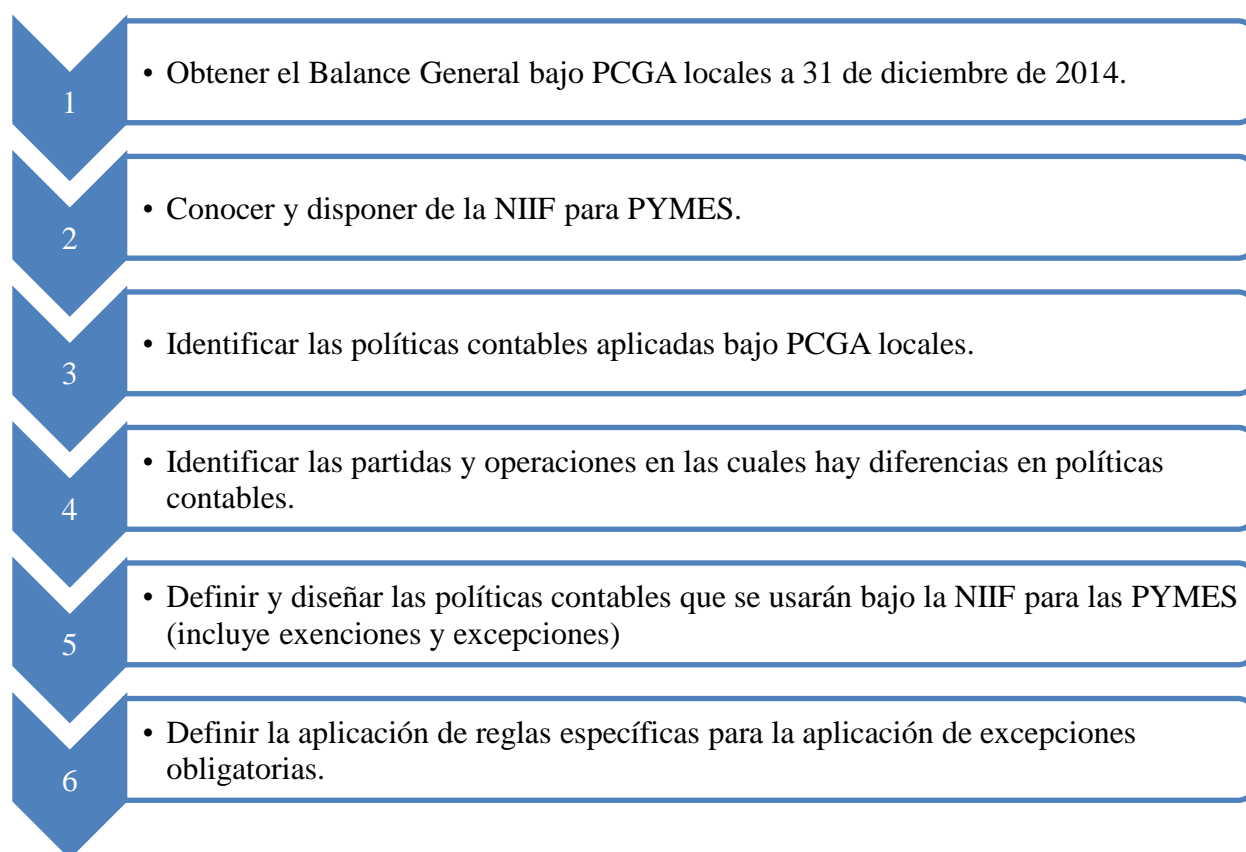 1
• Obtener el Balance General bajo PCGA locales a 31 de diciembre de 2014.
2
• Conocer y disponer de la NIIF para PYMES.
3
• Identificar las políticas contables aplicadas bajo PCGA locales.
4
• Identificar las partidas y operaciones en las cuales hay diferencias en políticas
contables.
5
• Definir y diseñar las políticas contables que se usarán bajo la NIIF para las PYMES
(incluye exenciones y excepciones)
6
• Definir la aplicación de reglas específicas para la aplicación de excepciones
obligatorias.